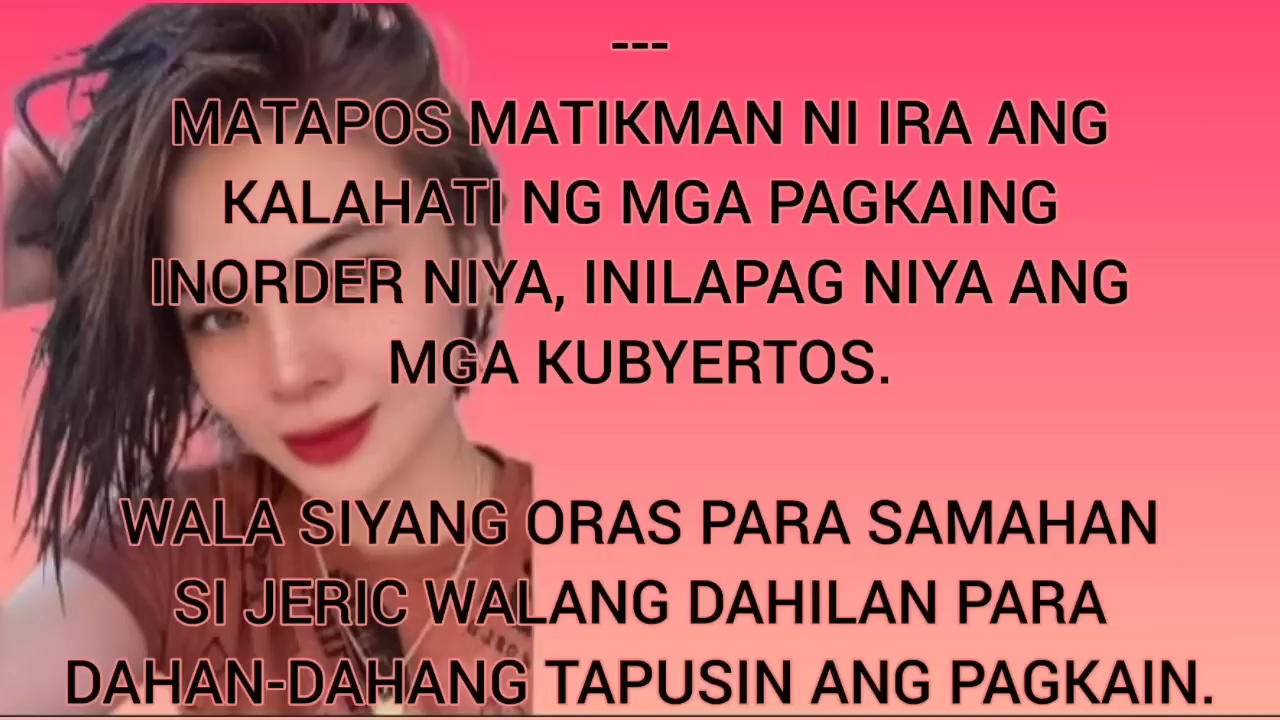 ---
MATAPOS MATIKMAN NI IRA ANG
KALAHATI NG MGA PAGKAING
INORDER NIYA, INILAPAG NIYA ANG
MGA KUBYERTOS.
WALA SIYANG ORAS PARA SAMAHAN
SI JERIC WALANG DAHILAN PARA
DAHAN-DAHANG TAPUSIN ANG PAGKAIN.